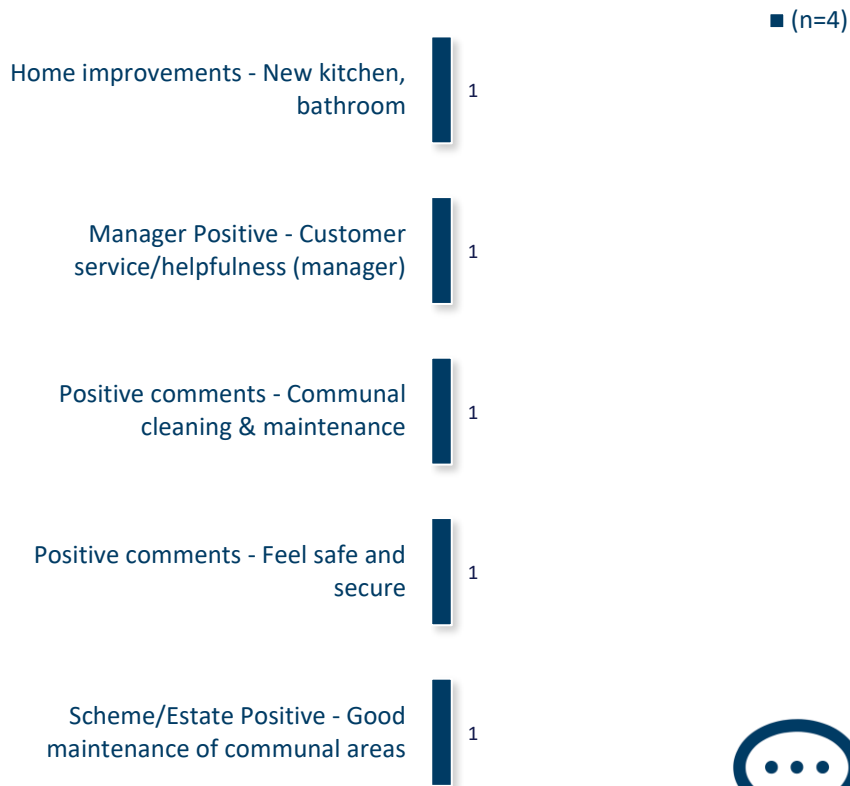 (n=4)
Home improvements - New kitchen,
bathroom
1
Manager Positive - Customer
service/helpfulness (manager)
1
Positive comments - Communal
cleaning & maintenance
1
Positive comments - Feel safe and
secure
1
Scheme/Estate Positive - Good
maintenance of communal areas
1